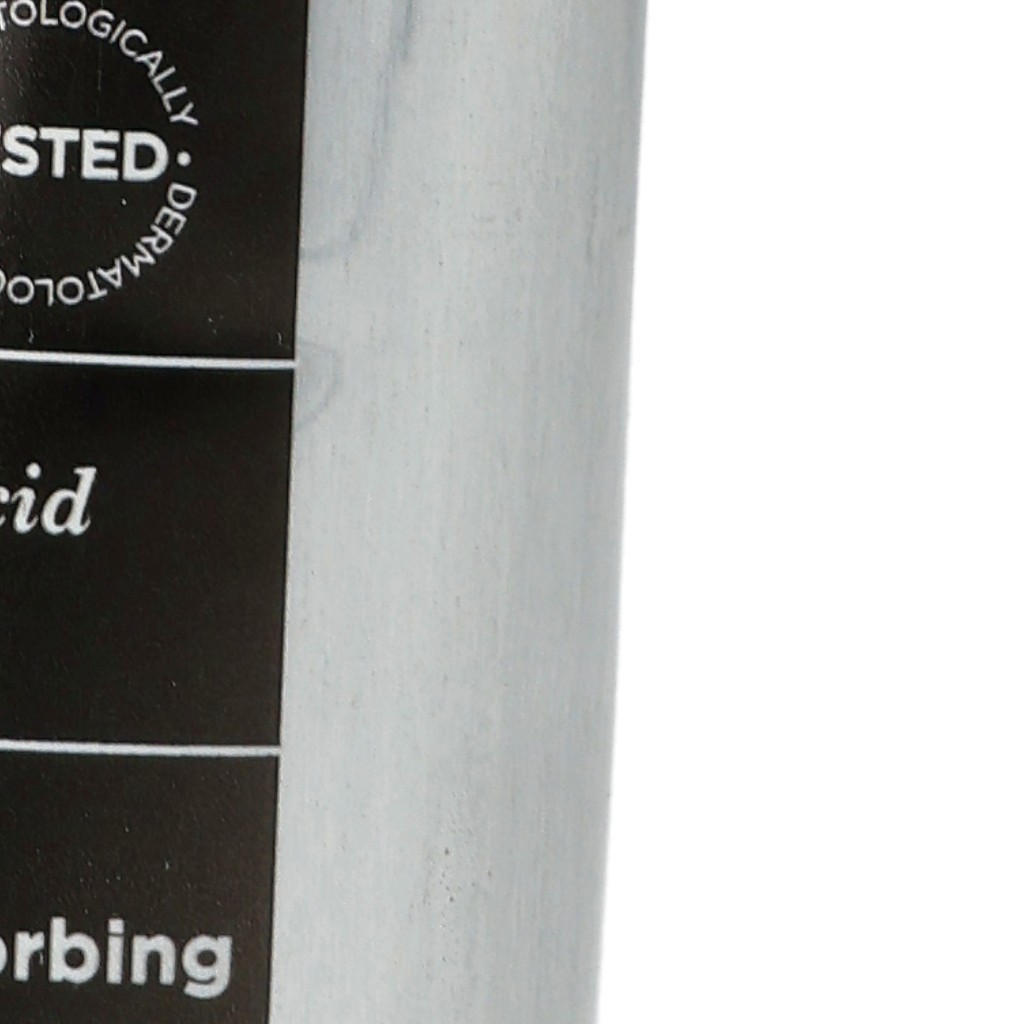 TOLOGICALLY • DERMATOLO
STED
cid
orbing